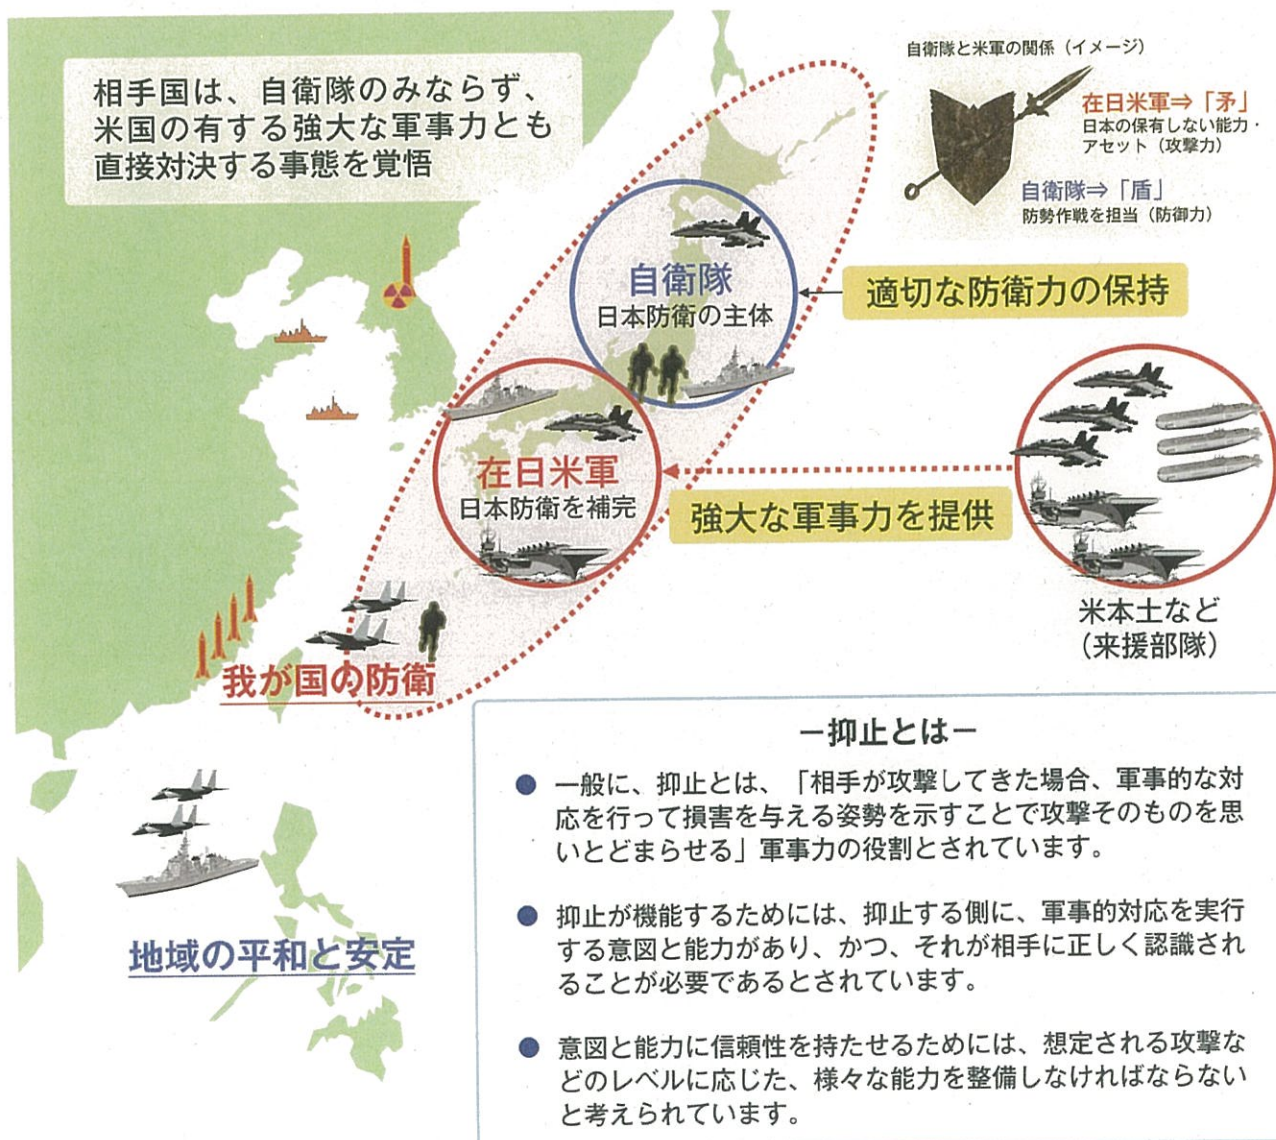 相手国は、自衛隊のみならず、
米国の有する強大な軍事力とも
直接対決する事態を覚悟
自衛隊と米軍の関係（イメージ）
在日米軍⇒「矛」
日本の保有しない能力・
アセット（攻撃力）
自衛隊⇒「盾」
防勢作戦を担当（防御力）
自衛隊
日本防衛の主体
適切な防衛力の保持
在日米軍
日本防衛を補完
強大な軍事力を提供
米本土など
（来援部隊）
我が国の防衛
地域の平和と安定
－抑止とは－
● 一般に、抑止とは、「相手が攻撃してきた場合、軍事的な対
応を行って損害を与える姿勢を示すことで攻撃そのものを思
いとどまらせる」軍事力の役割とされています。
● 抑止が機能するためには、抑止する側に、軍事的対応を実行
する意図と能力があり、かつ、それが相手に正しく認識され
ることが必要であるとされています。
● 意図と能力に信頼性を持たせるためには、想定される攻撃な
どのレベルに応じた、様々な能力を整備しなければならない
と考えられています。